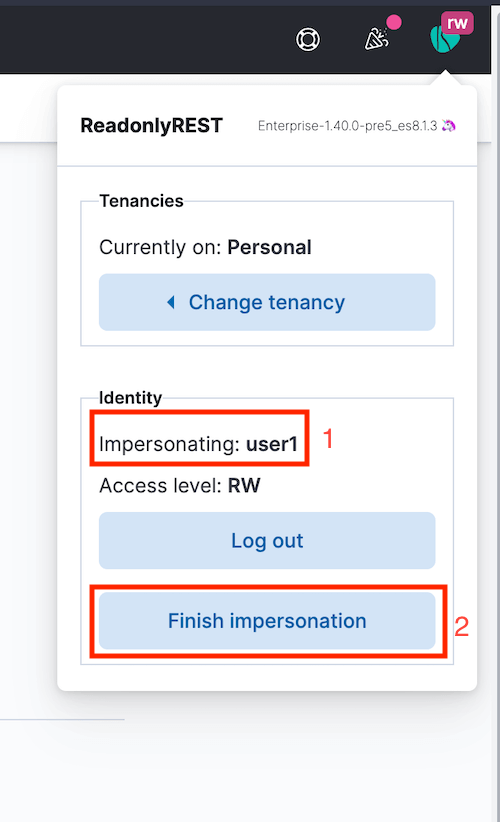 rw
ReadonlyREST
Enterprise-1.40.0-pre5_es8.1.3
Tenancies
Currently on: Personal
Change tenancy
Identity
Impersonating: user1
1
Access level: RW
Log out
Finish impersonation
2